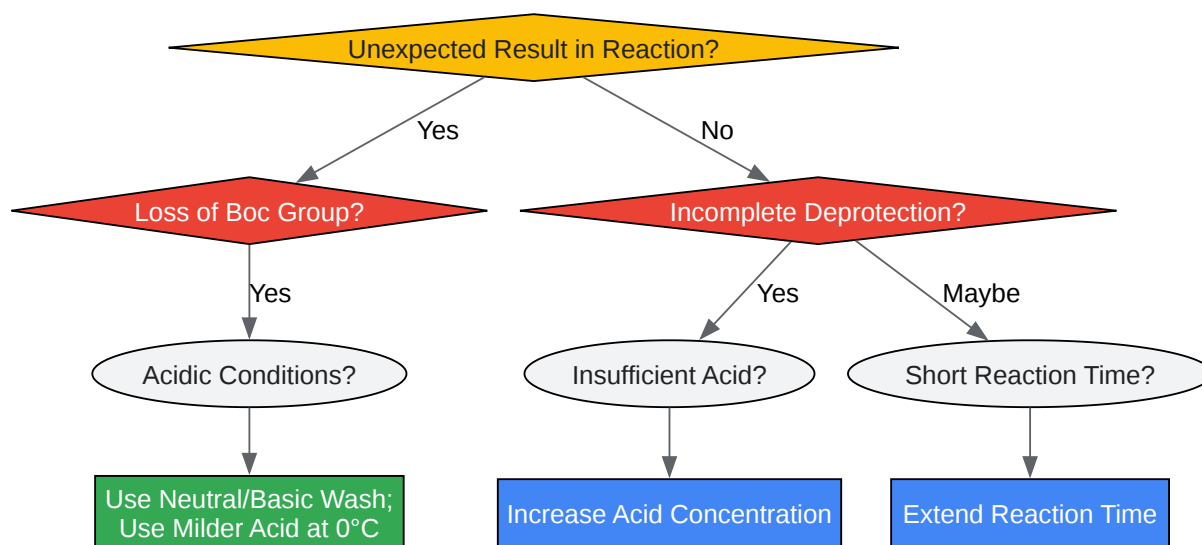 Unexpected Result in Reaction?
Yes
No
Loss of Boc Group?
Incomplete Deprotection?
Yes
Yes
Maybe
Acidic Conditions?
Insufficient Acid?
Short Reaction Time?
Use Neutral/Basic Wash;
Use Milder Acid at 0°C
Increase Acid Concentration
Extend Reaction Time